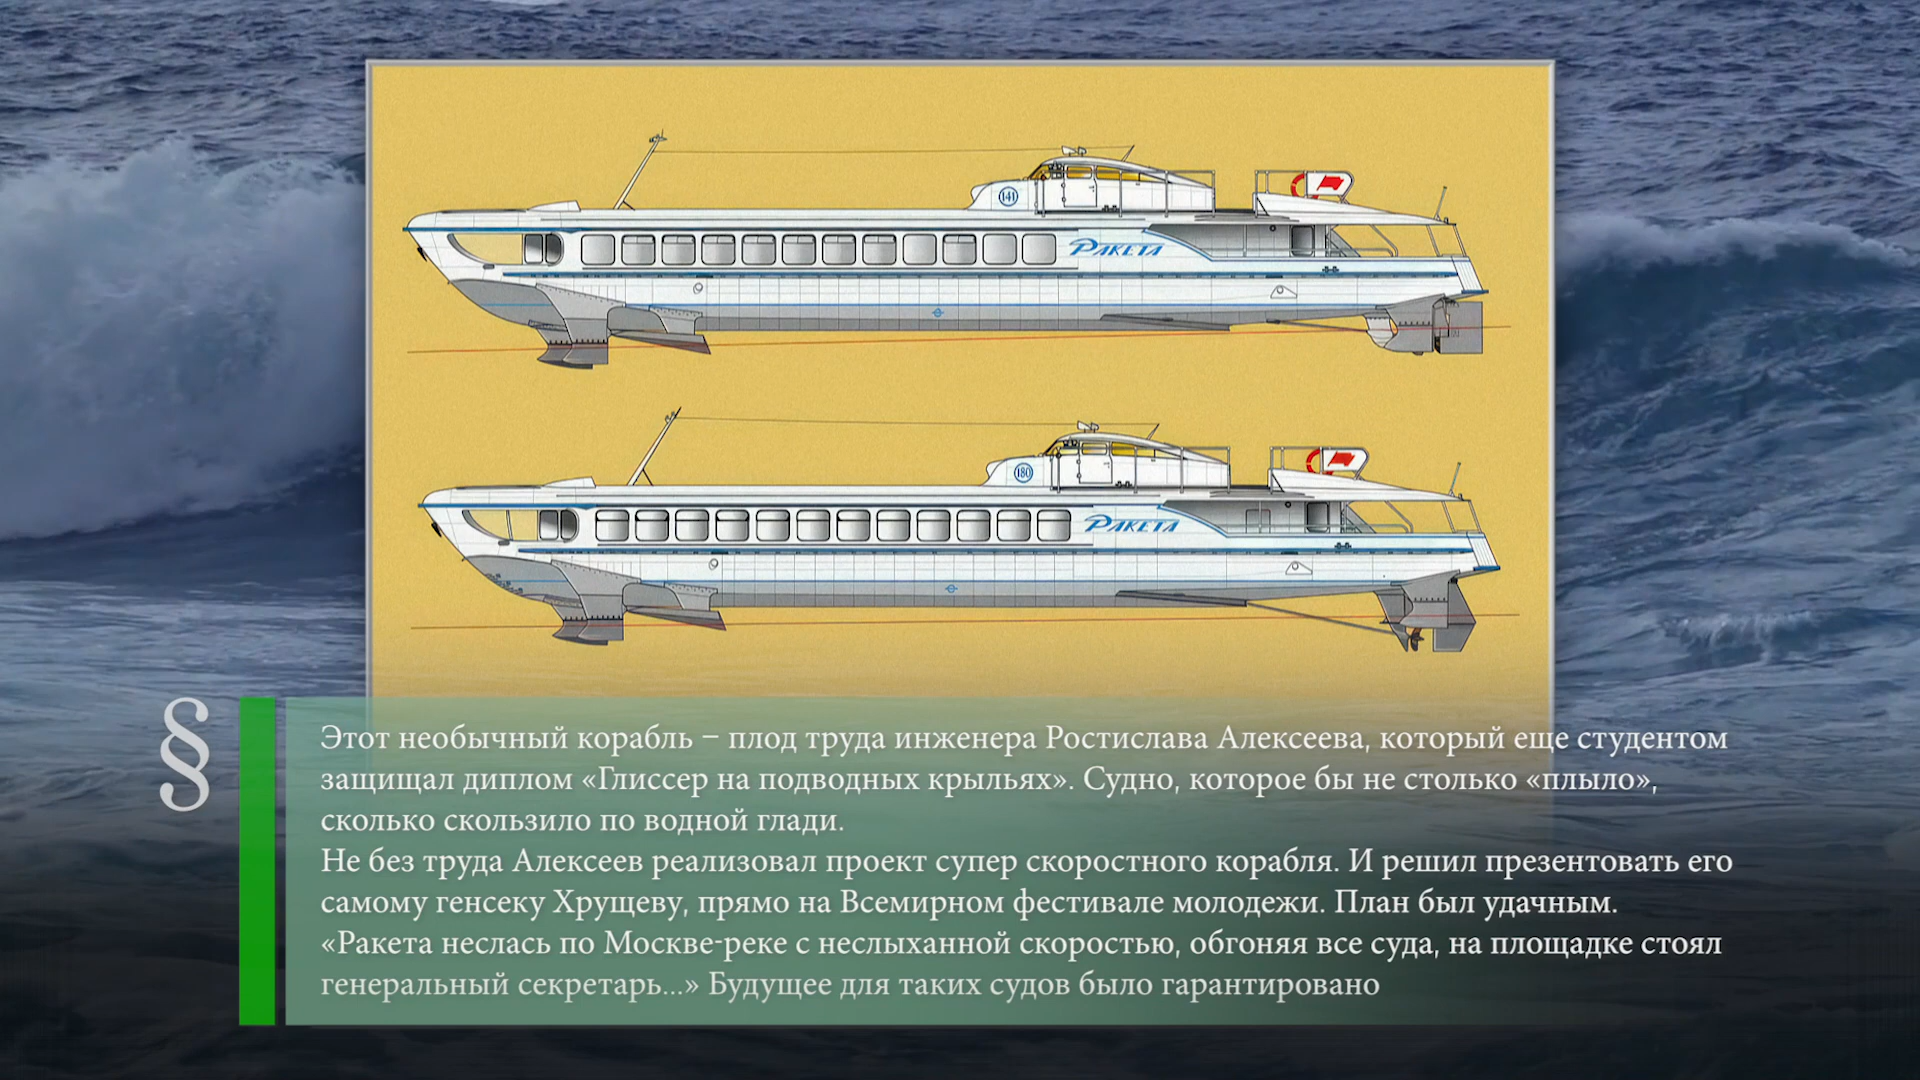 141
РАКЕТА
180
РАКЕТА
§
Этот необычный корабль – плод труда инженера Ростислава Алексеева, который еще студентом
защищал диплом «Глиссер на подводных крыльях». Судно, которое бы не столько «плыло»,
сколько скользило по водной глади.
Не без труда Алексеев реализовал проект супер скоростного корабля. И решил презентовать его
самому генсеку Хрущеву, прямо на Всемирном фестивале молодежи. План был удачным.
«Ракета неслась по Москве-реке с неслыханной скоростью, обгоняя все суда, на площадке стоял
генеральный секретарь...» Будущее для таких судов было гарантировано